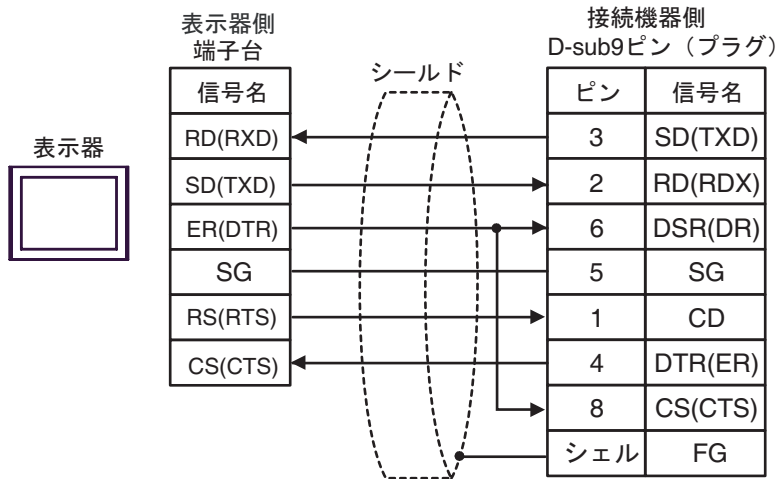 表示器側
端子台
接続機器側
D-sub9ピン（プラグ）
シールド
表示器
信号名
RD(RXD)
SD(TXD)
ER(DTR)
SG
RS(RTS)
CS(CTS)
ピン 信号名
3 SD(TXD)
2 RD(RDX)
6 DSR(DR)
5 SG
1 CD
4 DTR(ER)
8 CS(CTS)
シェル FG